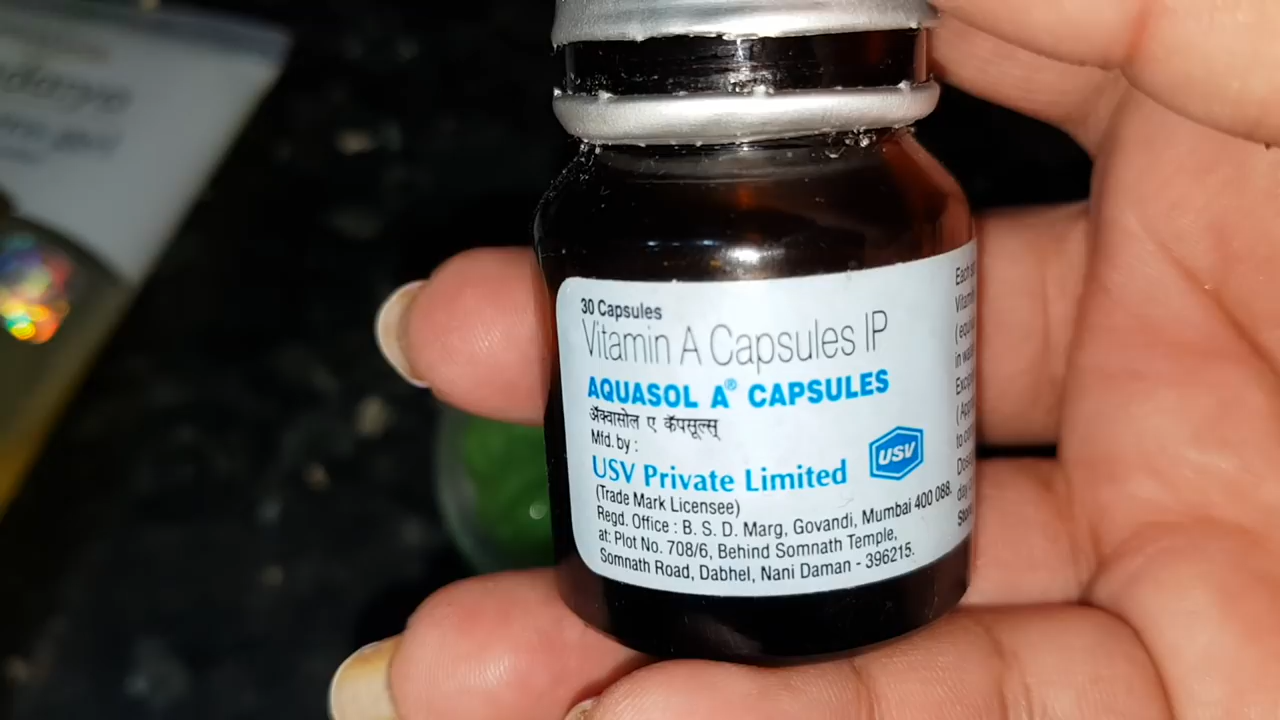 30 Capsules
Vitamin A Capsules IP
AQUASOL A® CAPSULES
ॲक्वासोल ए कॅपसूल्स्
Mfd. by :
USV Private Limited
USV
(Trade Mark Licensee)
Regd. Office : B. S. D. Marg, Govandi, Mumbai 400 088.
at: Plot No. 708/6, Behind Somnath Temple,
Somnath Road, Dabhel, Nani Daman - 396215.
Each